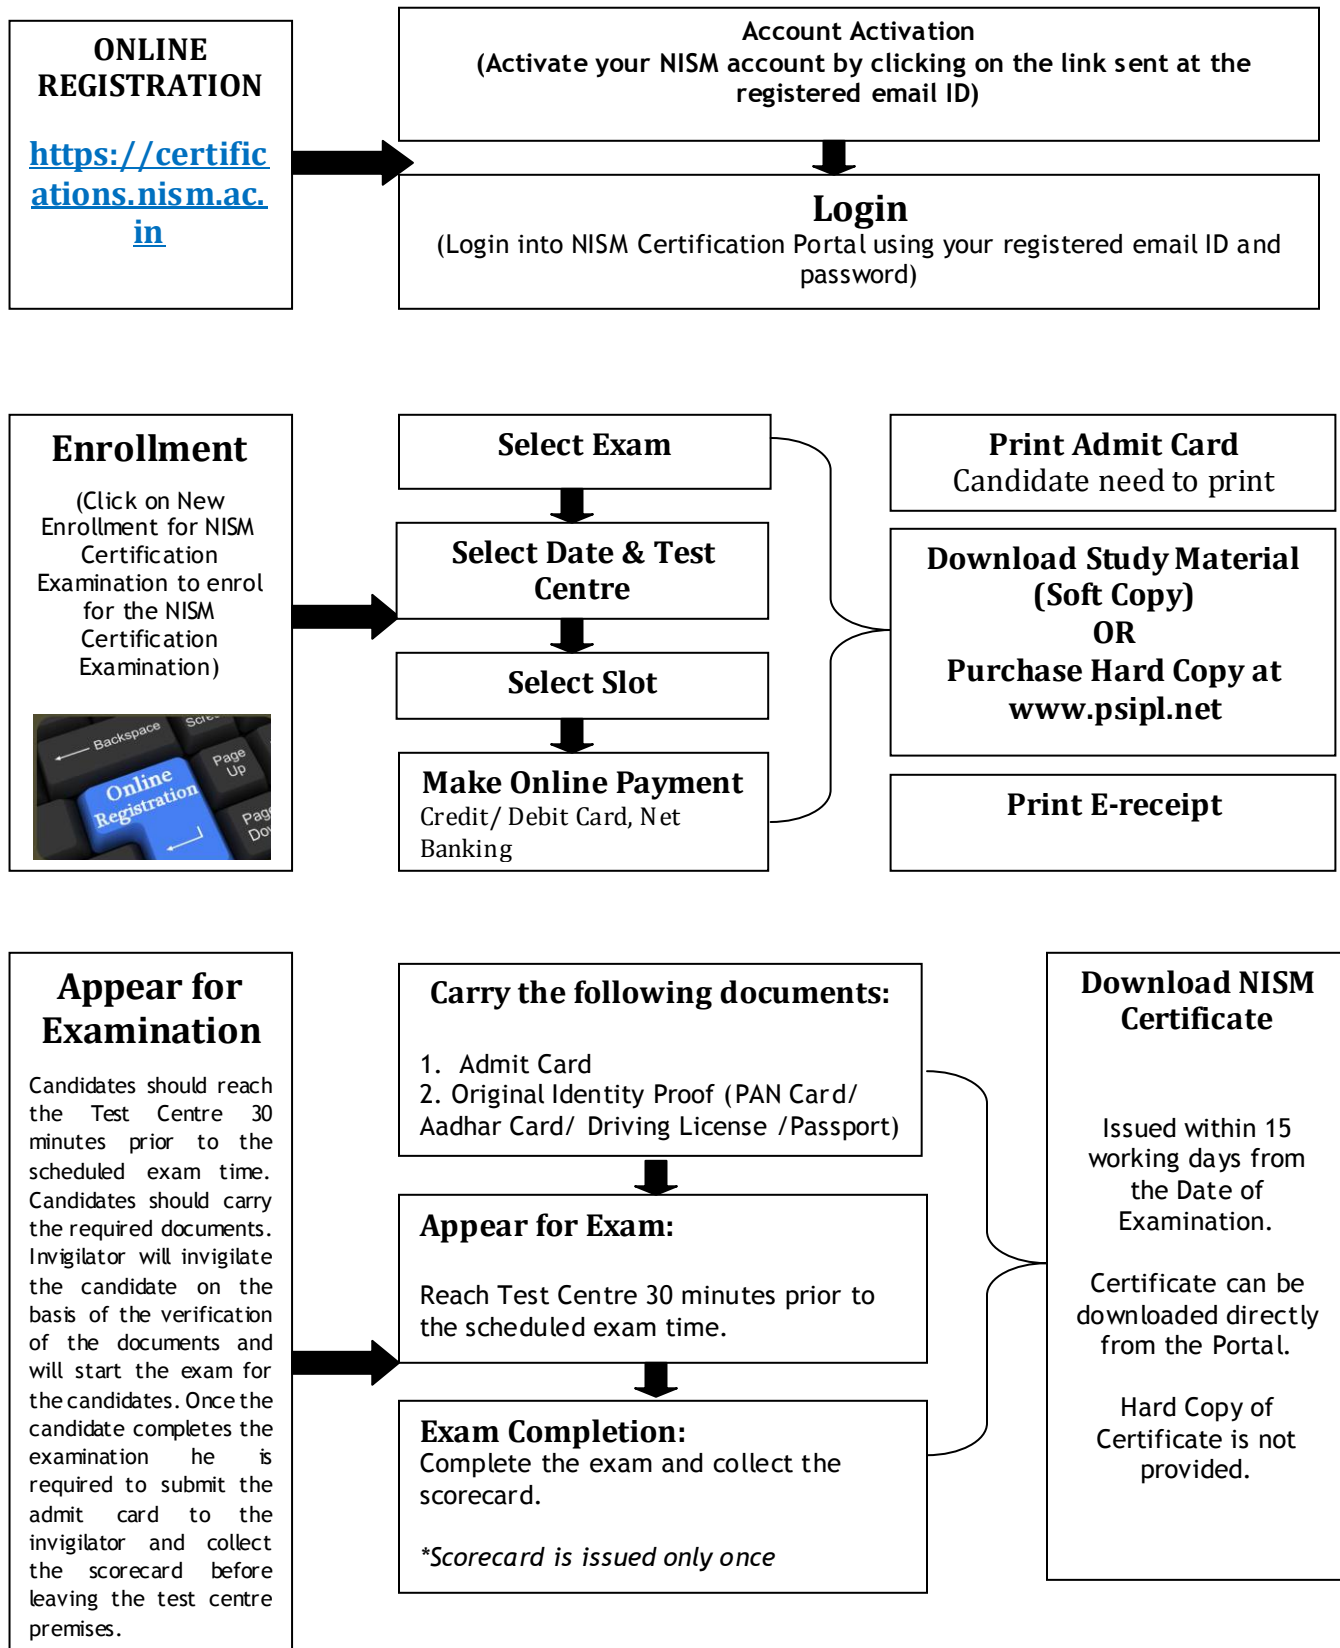 ONLINE
REGISTRATION
https://certific
ations.nism.ac.
in
Account Activation
(Activate your NISM account by clicking on the link sent at the
registered email ID)
Login
(Login into NISM Certification Portal using your registered email ID and
password)
Enrollment
(Click on New
Enrollment for NISM
Certification
Examination to enrol
for the NISM
Certification
Examination)
Backspace
Page
Up
Online
Registration
Select Exam
Select Date & Test
Centre
Select Slot
Make Online Payment
Credit/ Debit Card, Net
Banking
Print Admit Card
Candidate need to print
Download Study Material
(Soft Copy)
OR
Purchase Hard Copy at
www.psipl.net
Print E-receipt
Appear for
Examination
Candidates should reach
the Test Centre 30
minutes prior to the
scheduled exam time.
Candidates should carry
the required documents.
Invigilator will invigilate
the candidate on the
basis of the verification
of the documents and
will start the exam for
the candidates. Once the
candidate completes the
examination he is
required to submit the
admit card to the
invigilator and collect
the scorecard before
leaving the test centre
premises.
Carry the following documents:
1. Admit Card
2. Original Identity Proof (PAN Card/
Aadhar Card/ Driving License /Passport)
Appear for Exam:
Reach Test Centre 30 minutes prior to
the scheduled exam time.
Exam Completion:
Complete the exam and collect the
scorecard.
*Scorecard is issued only once
Download NISM
Certificate
Issued within 15
working days from
the Date of
Examination.
Certificate can be
downloaded directly
from the Portal.
Hard Copy of
Certificate is not
provided.